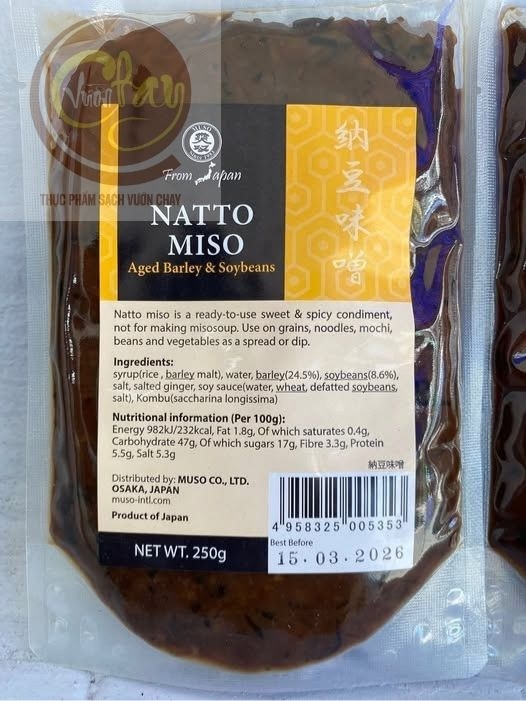 Vườn Chay
THỰC PHẨM SẠCH VƯỜN CHAY
MUSO
SINCE 1947
From Japan
NATTO
MISO
Aged Barley & Soybeans
納豆味噌
Natto miso is a ready-to-use sweet & spicy condiment,
not for making misosoup. Use on grains, noodles, mochi,
beans and vegetables as a spread or dip.
Ingredients:
syrup(rice , barley malt), water, barley(24.5%), soybeans(8.6%),
salt, salted ginger, soy sauce(water, wheat, defatted soybeans,
salt), Kombu(saccharina longissima)
Nutritional information (Per 100g):
Energy 982kJ/232kcal, Fat 1.8g, Of which saturates 0.4g,
Carbohydrate 47g, Of which sugars 17g, Fibre 3.3g, Protein
5.5g, Salt 5.3g
納豆味噌
Distributed by: MUSO CO., LTD.
OSAKA, JAPAN
muso-intl.com
Product of Japan
4 958325 005353
NET WT. 250g
Best Before
15.03.2026